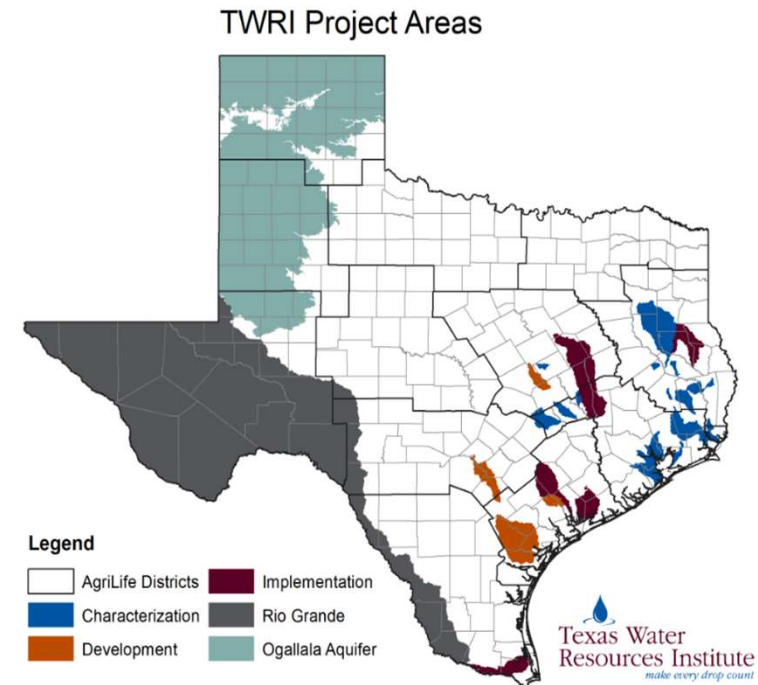 TWRI Project Areas
Legend
AgriLife Districts
Implementation
Characterization
Rio Grande
Development
Ogallala Aquifer
Texas Water
Resources Institute
make every drop count